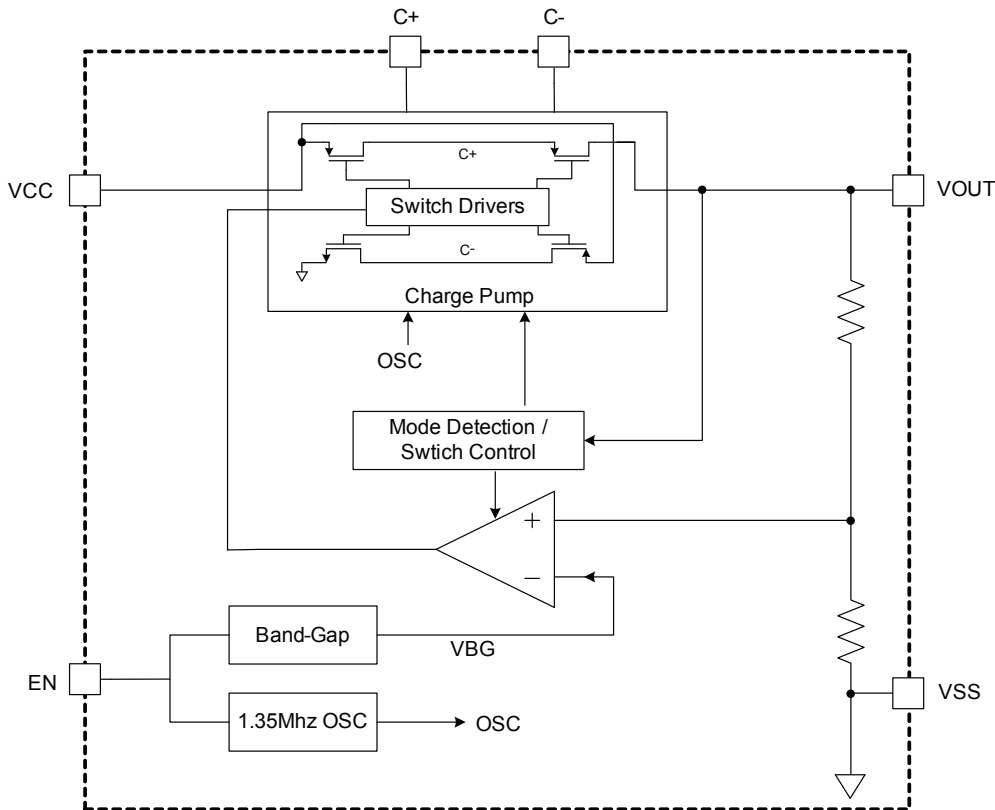 C+
C-
C+
VCC
VOUT
Switch Drivers
C-
Charge Pump
OSC
Mode Detection /
Swtich Control
+
−
Band-Gap
VBG
EN
VSS
1.35Mhz OSC
OSC